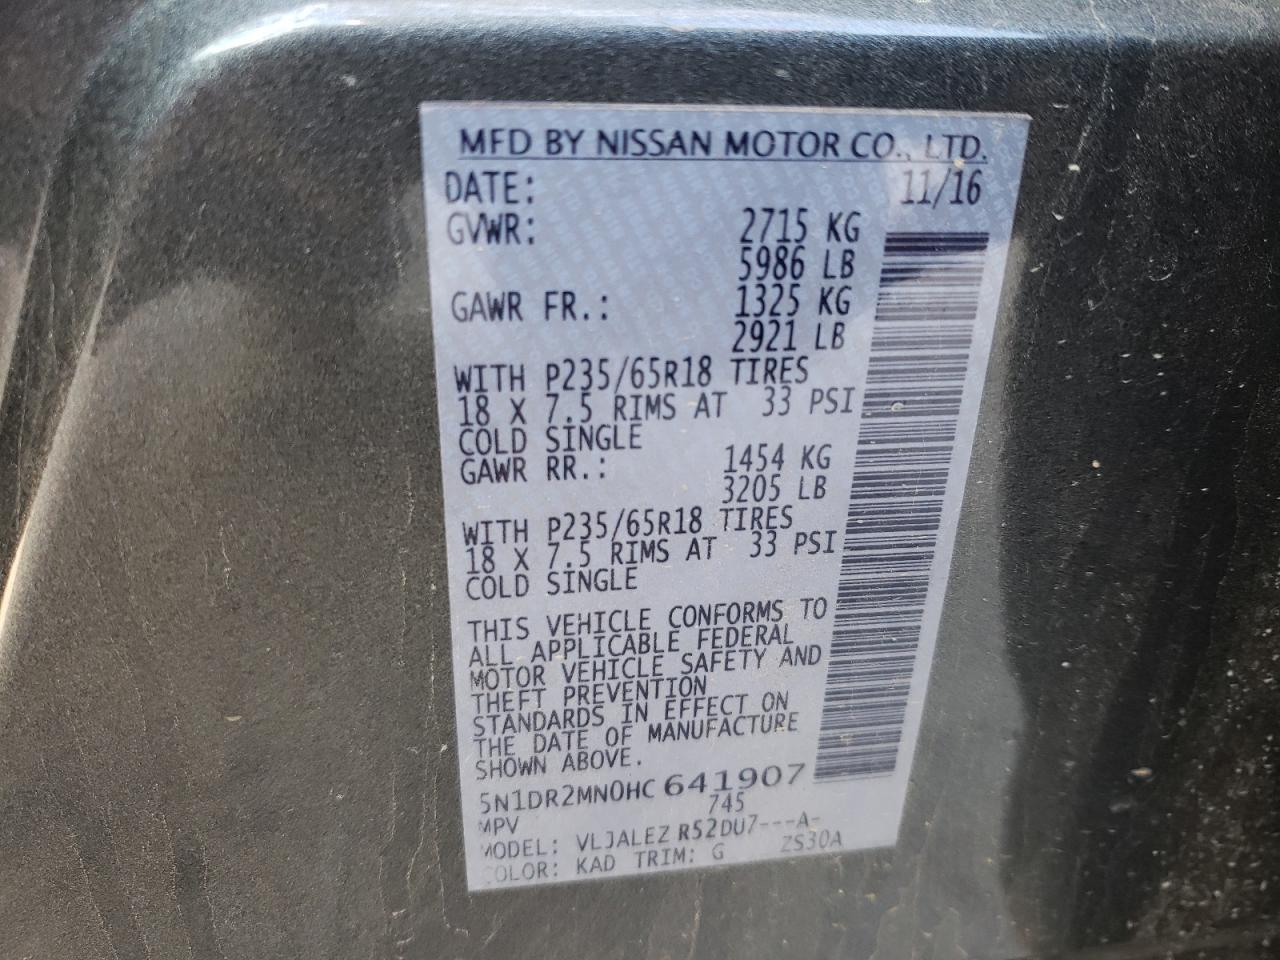 MFD BY NISSAN MOTOR CO., LTD.
DATE: 11/16
GVWR: 2715 KG
5986 LB
GAWR FR.: 1325 KG
2921 LB
WITH P235/65R18 TIRES
18 X 7.5 RIMS AT 33 PSI
COLD SINGLE
GAWR RR.: 1454 KG
3205 LB
WITH P235/65R18 TIRES
18 X 7.5 RIMS AT 33 PSI
COLD SINGLE
THIS VEHICLE CONFORMS TO
ALL APPLICABLE FEDERAL
MOTOR VEHICLE SAFETY AND
THEFT PREVENTION
STANDARDS IN EFFECT ON
THE DATE OF MANUFACTURE
SHOWN ABOVE.
5N1DR2MN0HC 641907
745
MPV
MODEL: VLJALEZ R52DU7---A-
COLOR: KAD TRIM: G ZS30A